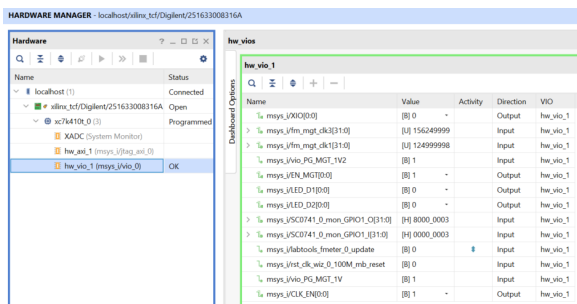 HARDWARE MANAGER - localhost/xilinx_tcf/Digilent/251633008316A
Hardware
Name Status
localhost (1) Connected
xilinx_tcf/Digilent/251633008316A Open
xc7k410t_0 (3) Programmed
XADC (System Monitor)
hw_axi_1 (msys_i/jtag_axi_0)
hw_vio_1 (msys_i/vio_0) OK
hw_vios
Dashboard Options
hw_vio_1
Name Value Activity Direction VIO
msys_i/XIO[0:0] [B] 0 Output hw_vio_1
msys_i/fm_mgt_clk3[31:0] [U] 156249999 Input hw_vio_1
msys_i/fm_mgt_clk1[31:0] [U] 124999998 Input hw_vio_1
msys_i/vio_PG_MGT_1V2 [B] 1 Input hw_vio_1
msys_i/EN_MGT[0:0] [B] 1 Output hw_vio_1
msys_i/LED_D1[0:0] [B] 0 Output hw_vio_1
msys_i/LED_D2[0:0] [B] 0 Output hw_vio_1
msys_i/SC0741_0_mon_GPIO1_O[31:0] [H] 8000_0003 Input hw_vio_1
msys_i/SC0741_0_mon_GPIO1_I[31:0] [H] 0000_0003 Input hw_vio_1
msys_i/labtools_fmeter_0_update [B] 0 Input hw_vio_1
msys_i/rst_clk_wiz_0_100M_mb_reset [B] 0 Input hw_vio_1
msys_i/vio_PG_MGT_1V [B] 1 Input hw_vio_1
msys_i/CLK_EN[0:0] [B] 1 Output hw_vio_1